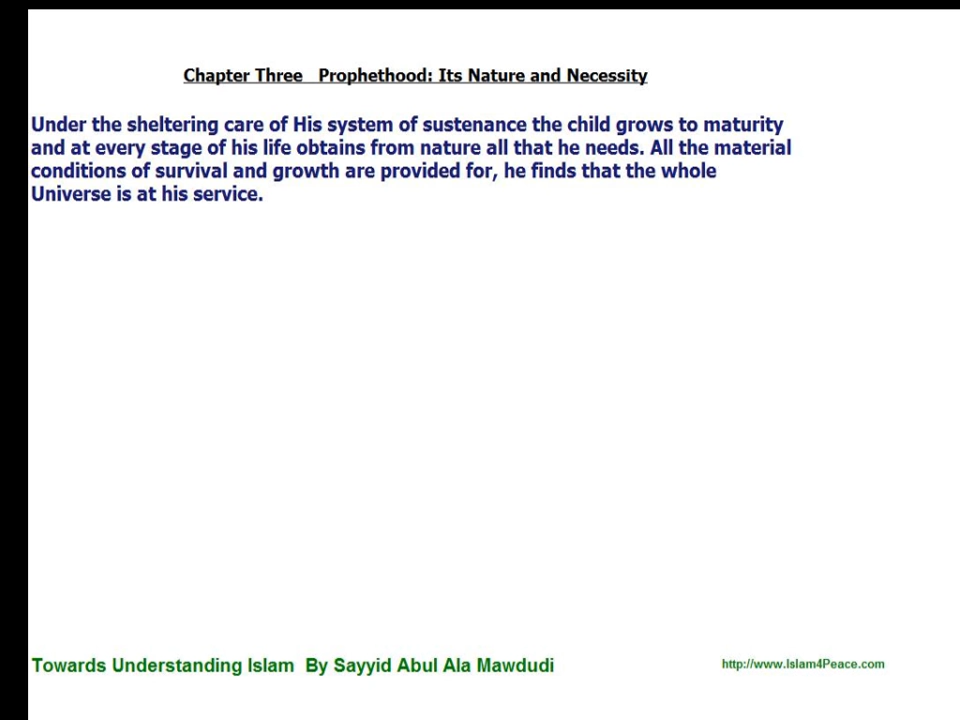 Chapter Three   Prophethood: Its Nature and Necessity
Under the sheltering care of His system of sustenance the child grows to maturity
and at every stage of his life obtains from nature all that he needs. All the material
conditions of survival and growth are provided for, he finds that the whole
Universe is at his service.
Towards Understanding Islam  By Sayyid Abul Ala Mawdudi
http://www.Islam4Peace.com